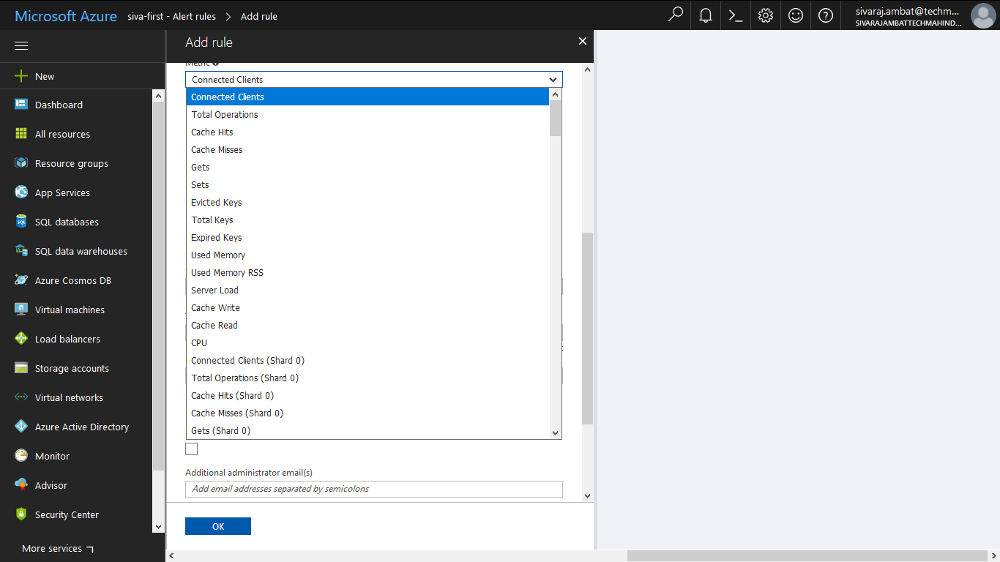 Microsoft Azure siva-first - Alert rules > Add rule
sivaraj.ambat@techm...
SIVARAJAMBATTECHMAHIND...
New
Dashboard
All resources
Resource groups
App Services
SQL databases
SQL data warehouses
Azure Cosmos DB
Virtual machines
Load balancers
Storage accounts
Virtual networks
Azure Active Directory
Monitor
Advisor
Security Center
More services
Add rule
Metric
Connected Clients
Connected Clients
Total Operations
Cache Hits
Cache Misses
Gets
Sets
Evicted Keys
Total Keys
Expired Keys
Used Memory
Used Memory RSS
Server Load
Cache Write
Cache Read
CPU
Connected Clients (Shard 0)
Total Operations (Shard 0)
Cache Hits (Shard 0)
Cache Misses (Shard 0)
Gets (Shard 0)
Additional administrator email(s)
Add email addresses separated by semicolons
OK